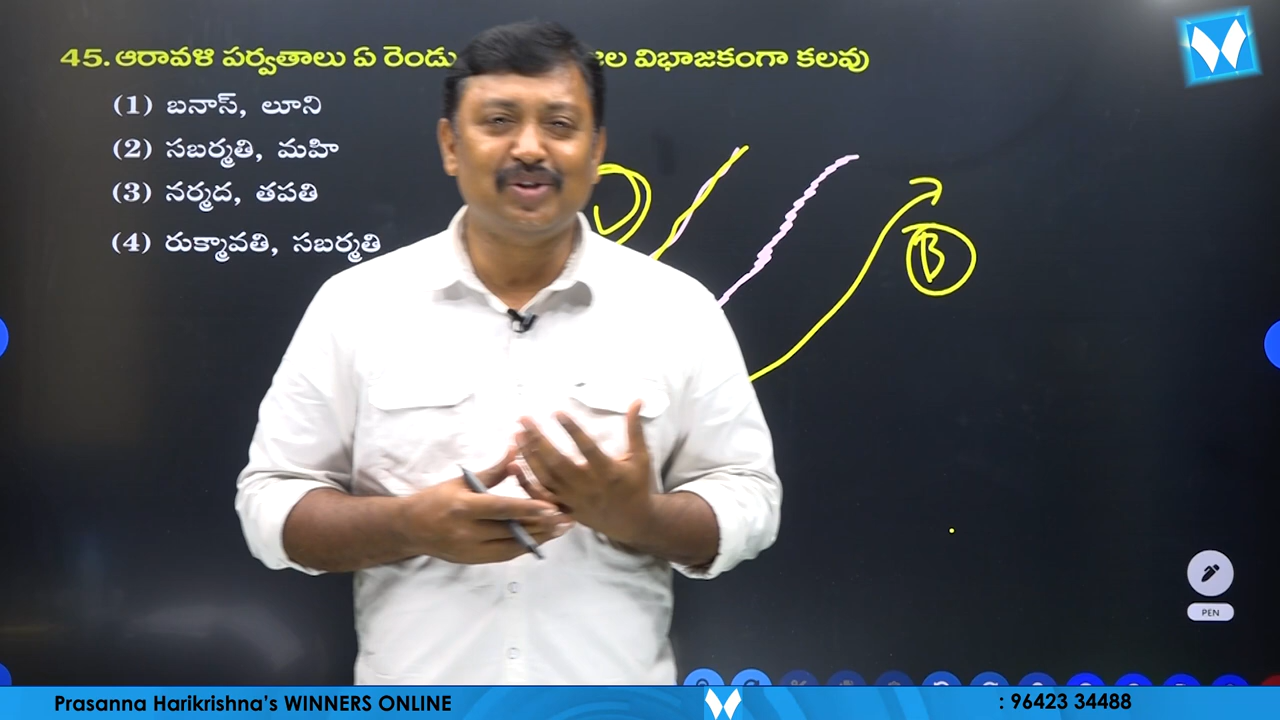 45. ఆరావళి పర్వతాలు ఏ రెండు విభాజకంగా కలవు
(1) బనాస్, లూని
(2) సబర్మతి, మహి
(3) నర్మద, తపతి
(4) రుక్మావతి, సబర్మతి
B
PEN
Prasanna Harikrishna's WINNERS ONLINE
: 96423 34488